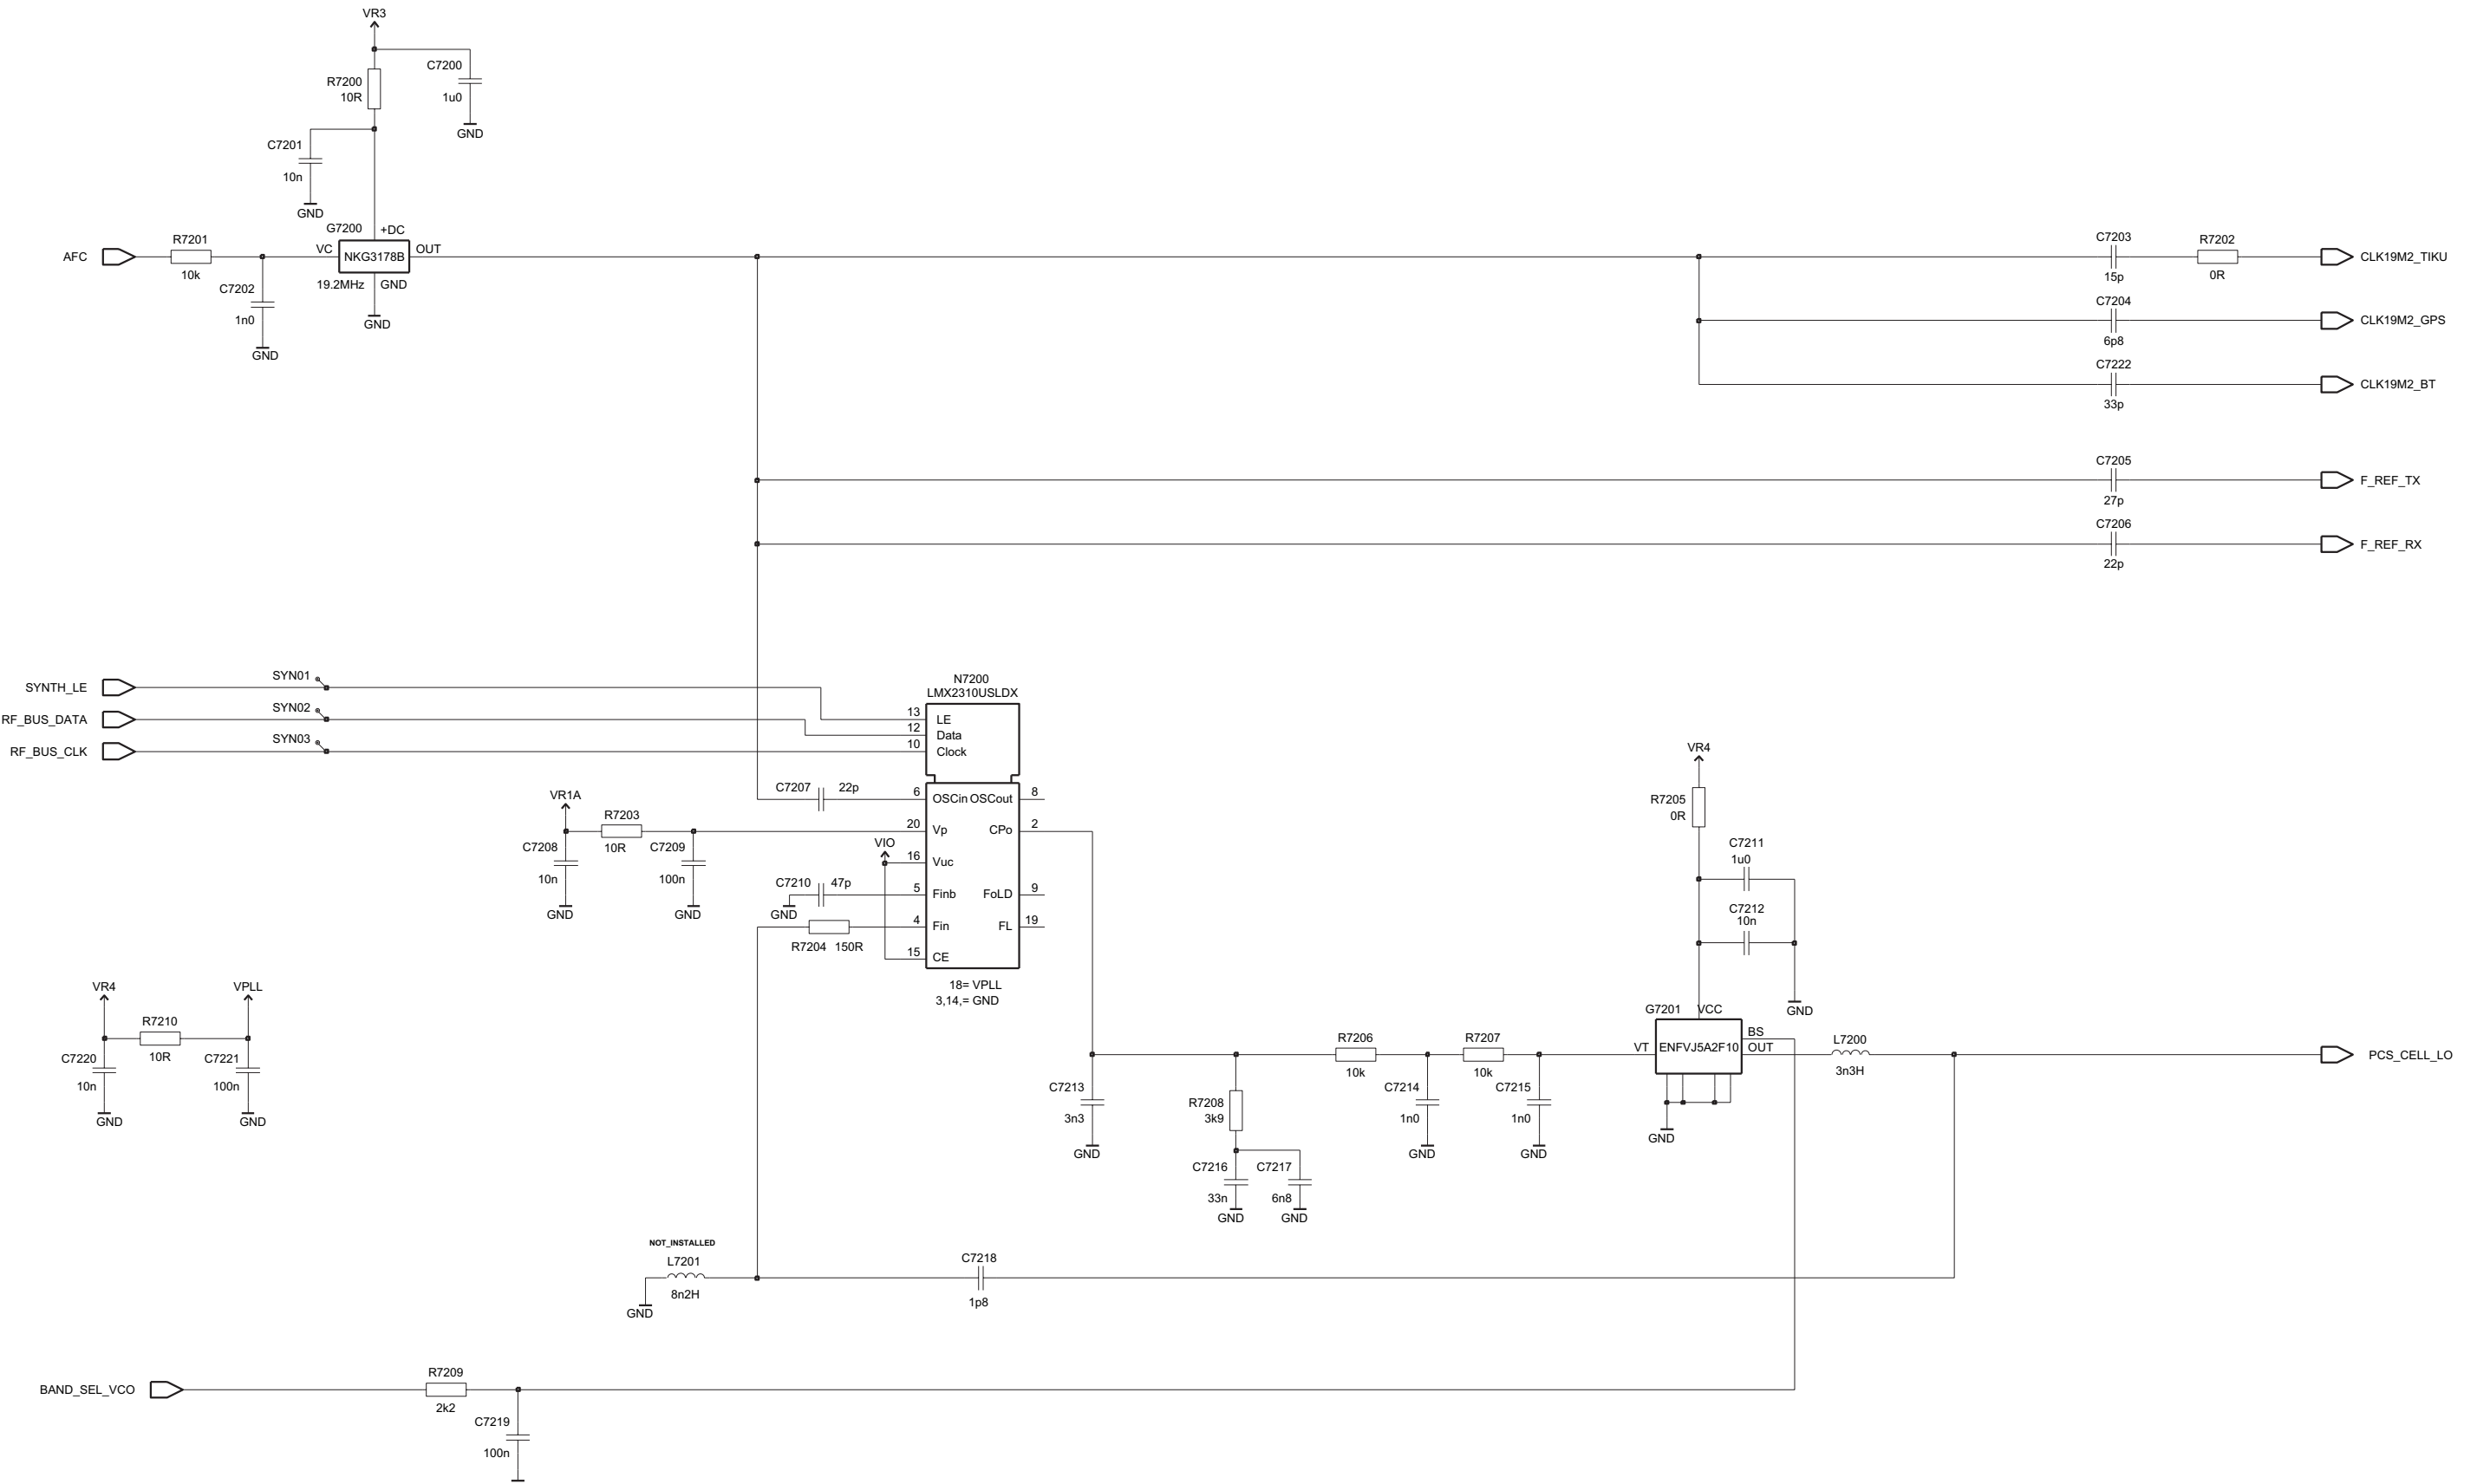 VR3
R7200
10R
C7200
1u0
GND
C7201
10n
GND
G7200
+DC
AFC
R7201
10k
VC
NKG3178B
OUT
19.2MHz
GND
C7202
1n0
GND
GND
C7203
15p
R7202
0R
CLK19M2_TIKU
C7204
6p8
CLK19M2_GPS
C7222
33p
CLK19M2_BT
C7205
27p
F_REF_TX
C7206
22p
F_REF_RX
SYNTH_LE
SYN01
RF_BUS_DATA
SYN02
RF_BUS_CLK
SYN03
N7200
LMX2310USLDX
13
LE
12
Data
10
Clock
C7207
22p
6
OSCin
OSCout
8
VR1A
R7203
10R
C7208
10n
GND
C7209
100n
GND
20
Vp
CPo
2
VIO
16
Vuc
C7210
47p
GND
5
Finb
FoLD
9
R7204
150R
4
Fin
FL
19
15
CE
18= VPLL
3,14,= GND
VR4
R7205
0R
C7211
1u0
C7212
10n
GND
VR4
VPLL
R7210
10R
C7220
10n
GND
C7221
100n
GND
G7201
VCC
BS
VT
ENFVJ5A2F10
OUT
GND
L7200
3n3H
PCS_CELL_LO
R7206
10k
R7207
10k
C7213
3n3
GND
R7208
3k9
C7214
1n0
GND
C7215
1n0
GND
C7216
33n
GND
C7217
6n8
GND
NOT_INSTALLED
L7201
8n2H
GND
C7218
1p8
BAND_SEL_VCO
R7209
2k2
C7219
100n